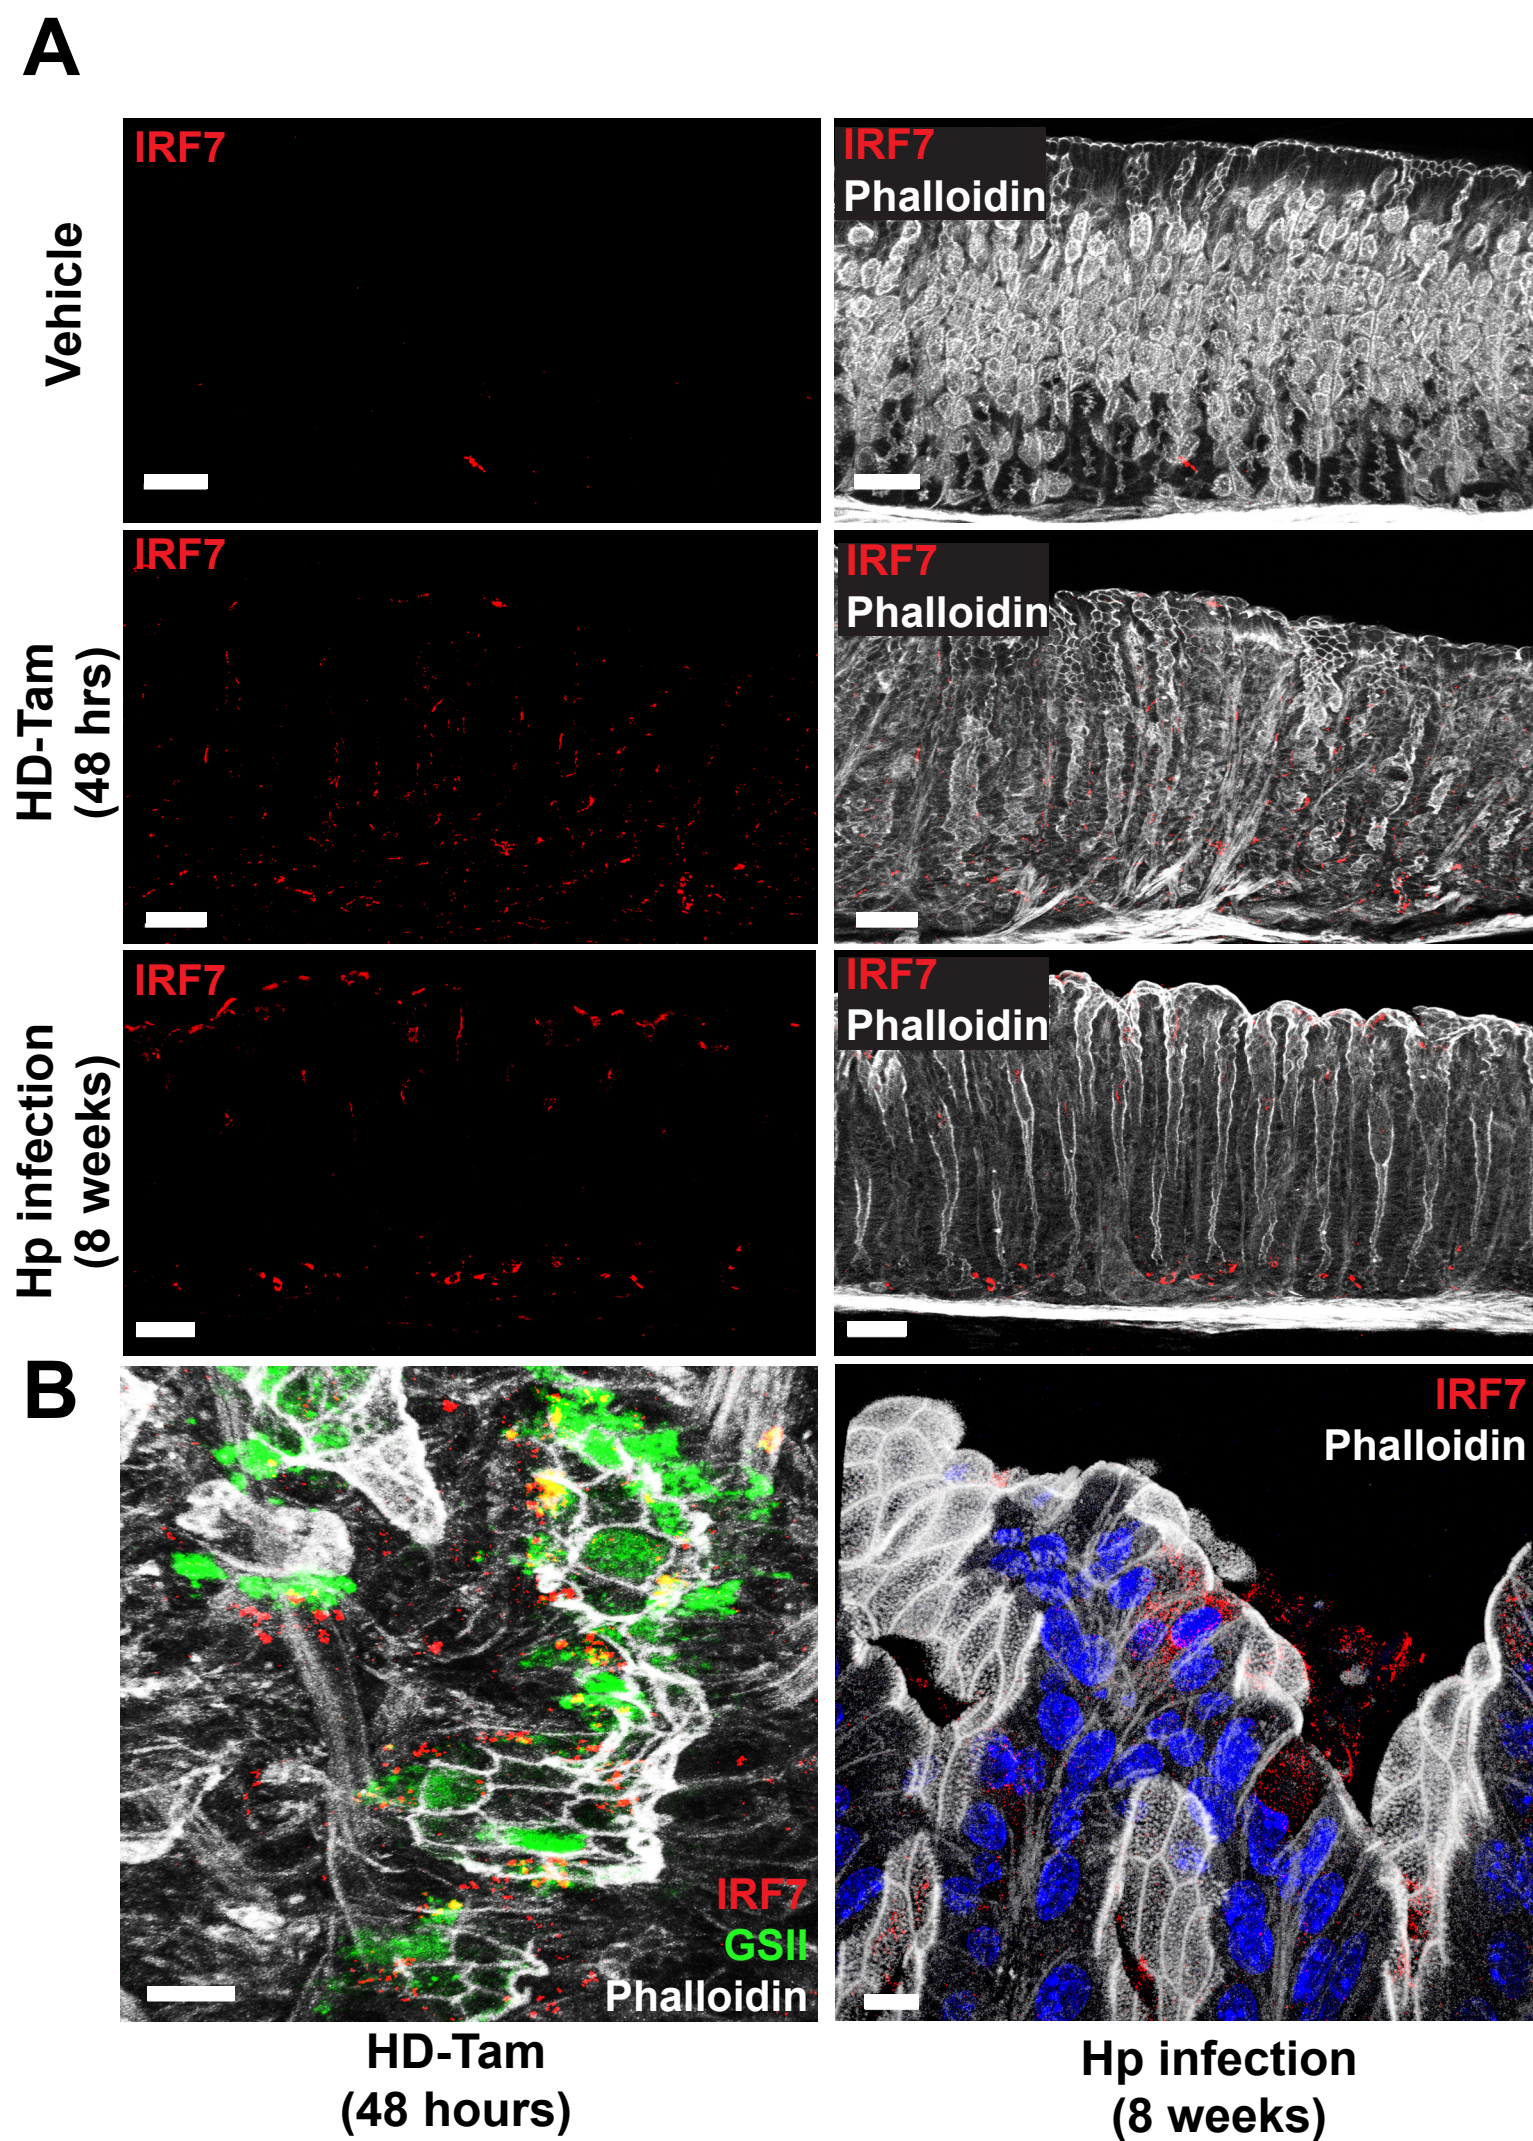 A
Vehicle
IRF7
IRF7
Phalloidin
HD-Tam
(48 hrs)
IRF7
IRF7
Phalloidin
Hp infection
(8 weeks)
IRF7
IRF7
Phalloidin
B
IRF7
GSII
Phalloidin
IRF7
Phalloidin
HD-Tam
(48 hours)
Hp infection
(8 weeks)